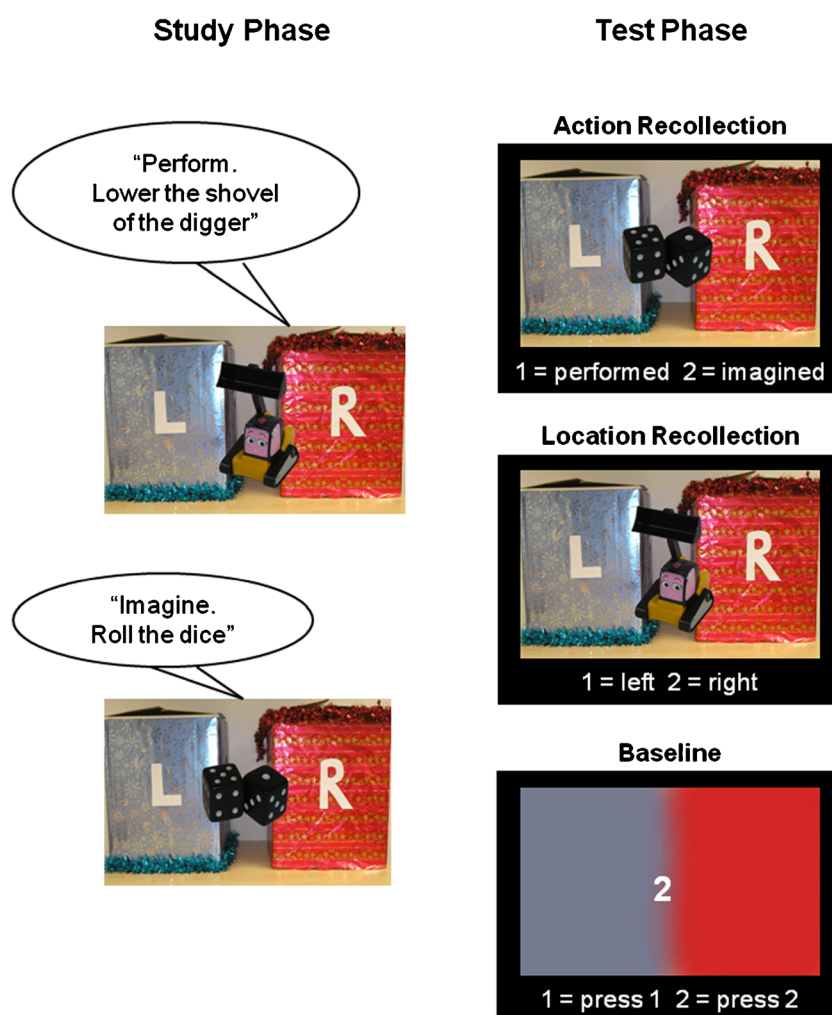 Study Phase
“Perform.
Lower the shovel
of the digger”
L R
“Imagine.
Roll the dice”
L R
Test Phase
Action Recollection
L R
1 = performed 2 = imagined
Location Recollection
L R
1 = left 2 = right
Baseline
2
1 = press 1 2 = press 2